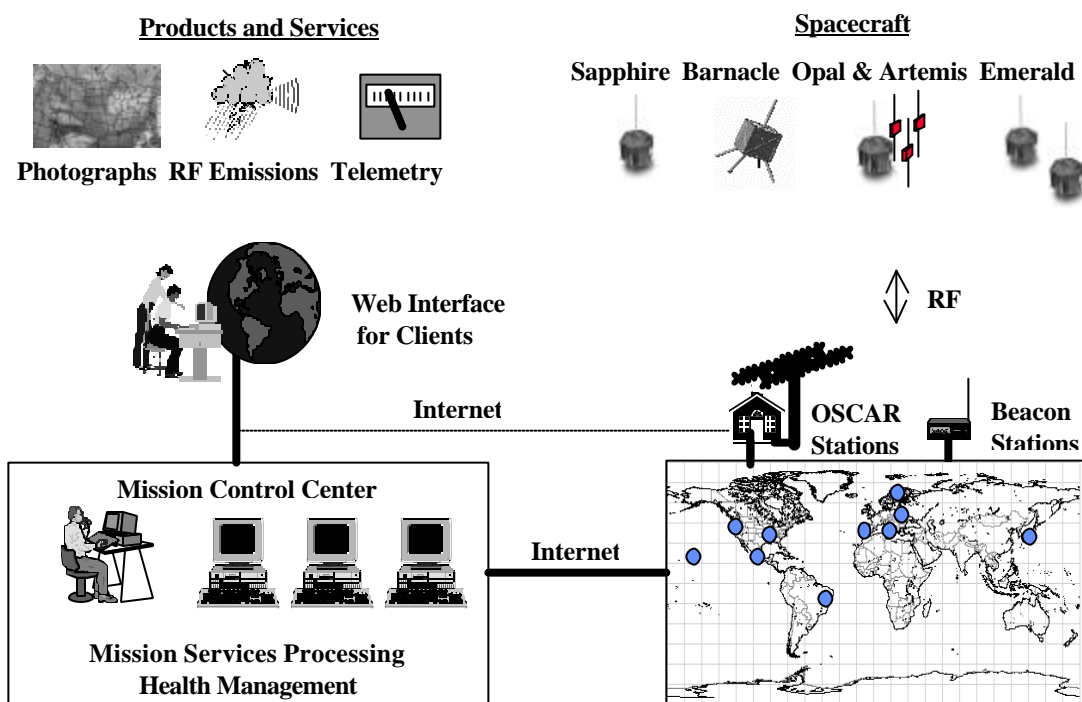 Products and Services
Photographs RF Emissions Telemetry
Spacecraft
Sapphire Barnacle Opal & Artemis Emerald
RF
Web Interface
for Clients
Internet
OSCAR
Stations
Beacon
Stations
Mission Control Center
Mission Services Processing
Health Management
Internet